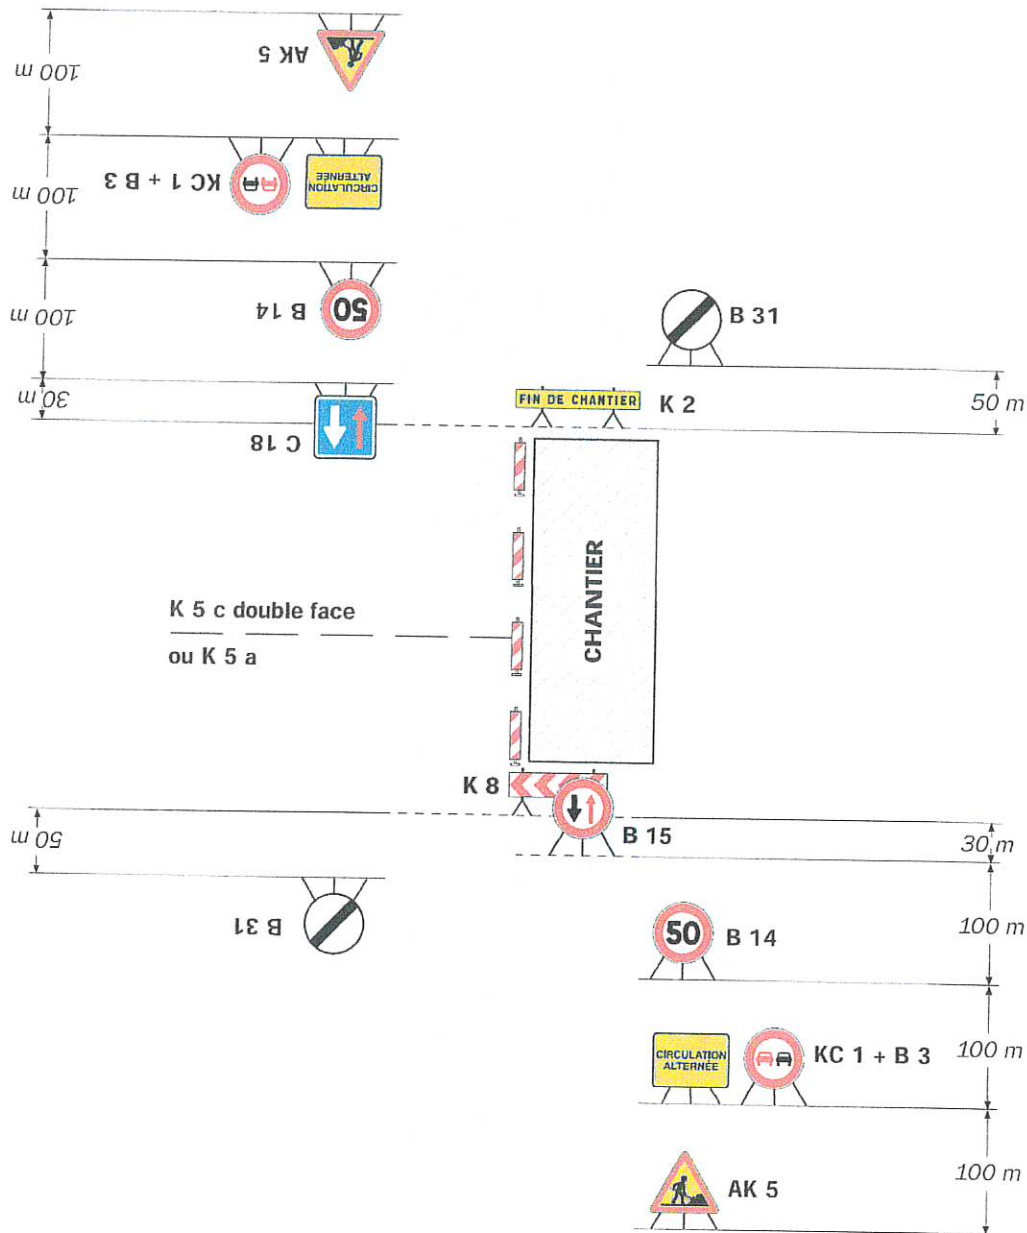 100 m
AK 5
100 m
KC 1 + B 3
CIRCULATION
ALTERNÉE
100 m
B 14
50
B 31
30 m
C 18
FIN DE CHANTIER
K 2
50 m
CHANTIER
K 5 c double face
ou K 5 a
K 8
B 15
50 m
30 m
B 31
50
B 14
100 m
CIRCULATION
ALTERNÉE
KC 1 + B 3
100 m
AK 5
100 m